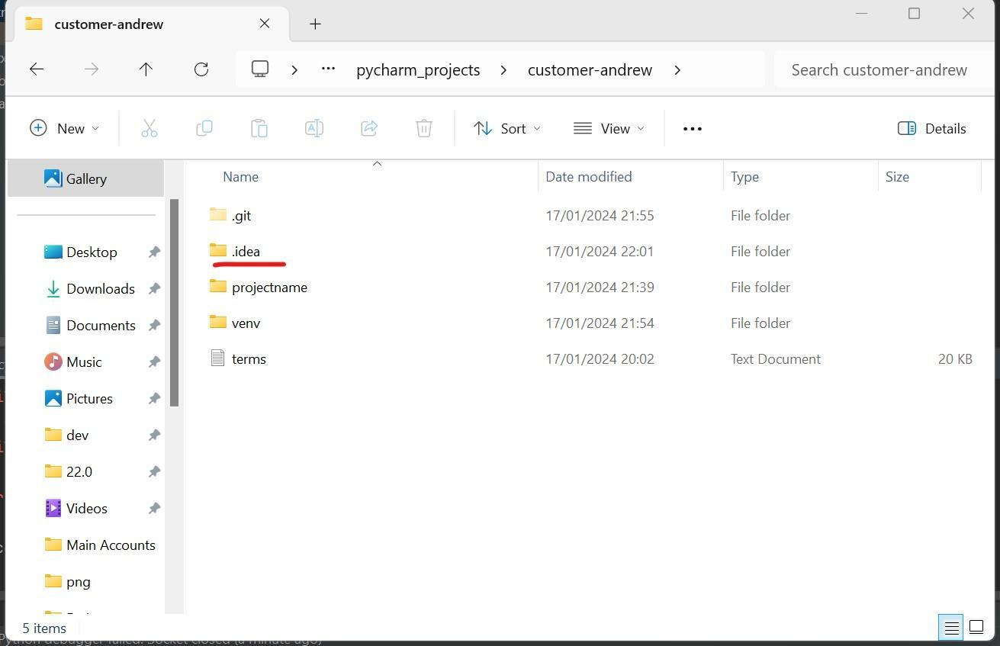 customer-andrew
pycharm_projects > customer-andrew >
Search customer-andrew
New
Sort
View
Details
Gallery
Name Date modified Type Size
.git 17/01/2024 21:55 File folder
.idea 17/01/2024 22:01 File folder
projectname 17/01/2024 21:39 File folder
venv 17/01/2024 21:54 File folder
terms 17/01/2024 20:02 Text Document 20 KB
Desktop
Downloads
Documents
Music
Pictures
dev
22.0
Videos
Main Accounts
png
5 items
Python debugger failed: Socket closed (a minute ago)